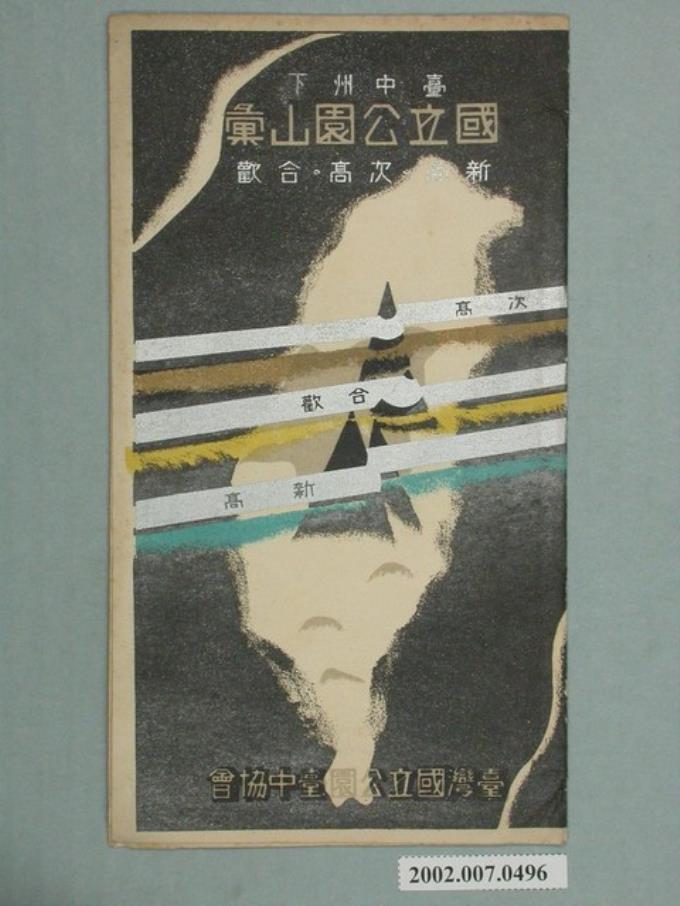 臺中州下
國立公園山彙
新高 次高。合歡
次高
合歡
新高
臺灣國立公園臺中協會
2002.007.0496